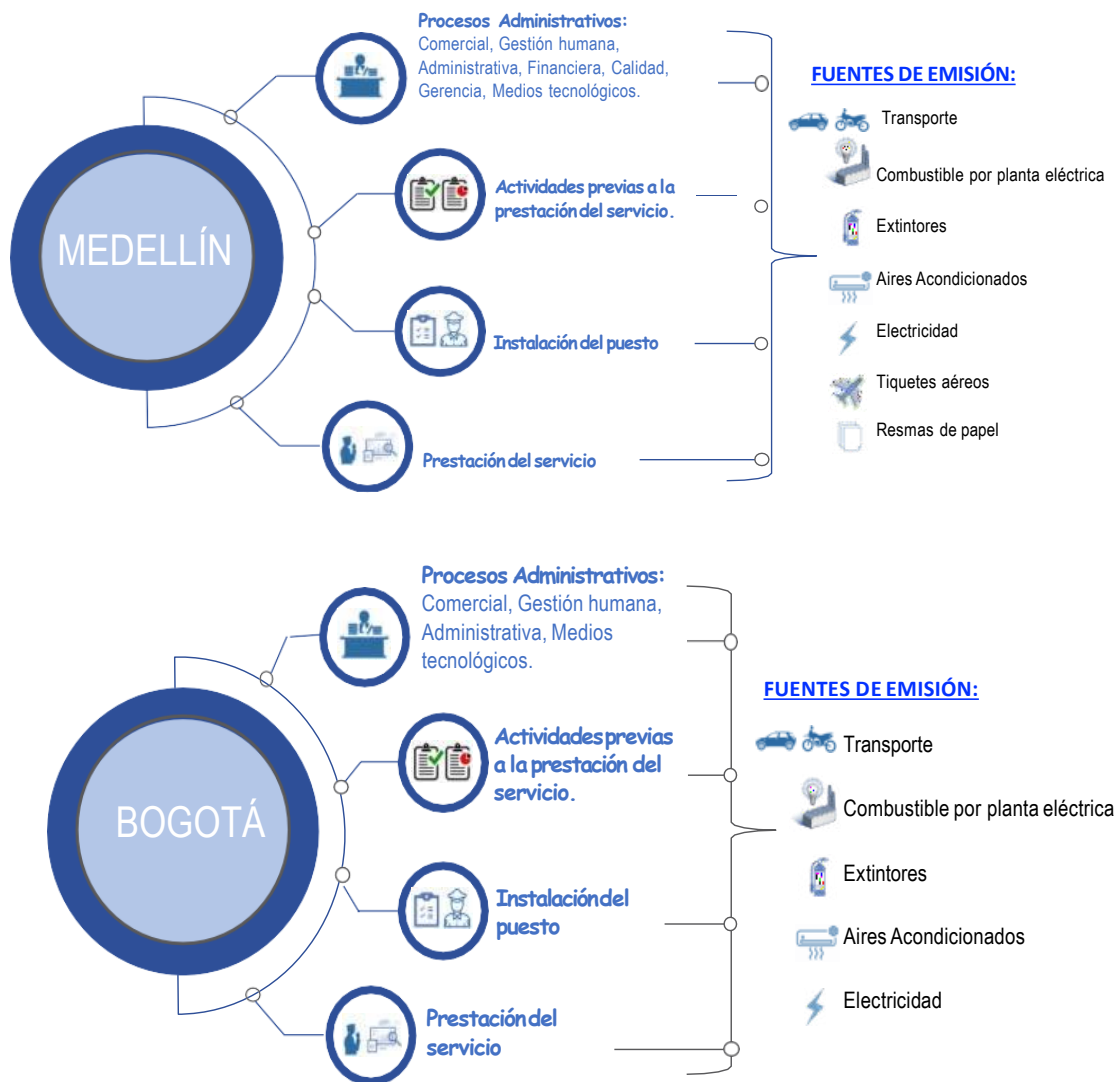 Procesos Administrativos:
Comercial, Gestión humana,
Administrativa, Financiera, Calidad,
Gerencia, Medios tecnológicos.
MEDELLÍN
Actividades previas a la
prestación del servicio.
Instalación del puesto
Prestación del servicio
FUENTES DE EMISIÓN:
Transporte
Combustible por planta eléctrica
Extintores
Aires Acondicionados
Electricidad
Tiquetes aéreos
Resmas de papel
Procesos Administrativos:
Comercial, Gestión humana,
Administrativa, Medios
tecnológicos.
BOGOTÁ
Actividades previas
a la prestación del
servicio.
Instalación del
puesto
Prestación del
servicio
FUENTES DE EMISIÓN:
Transporte
Combustible por planta eléctrica
Extintores
Aires Acondicionados
Electricidad